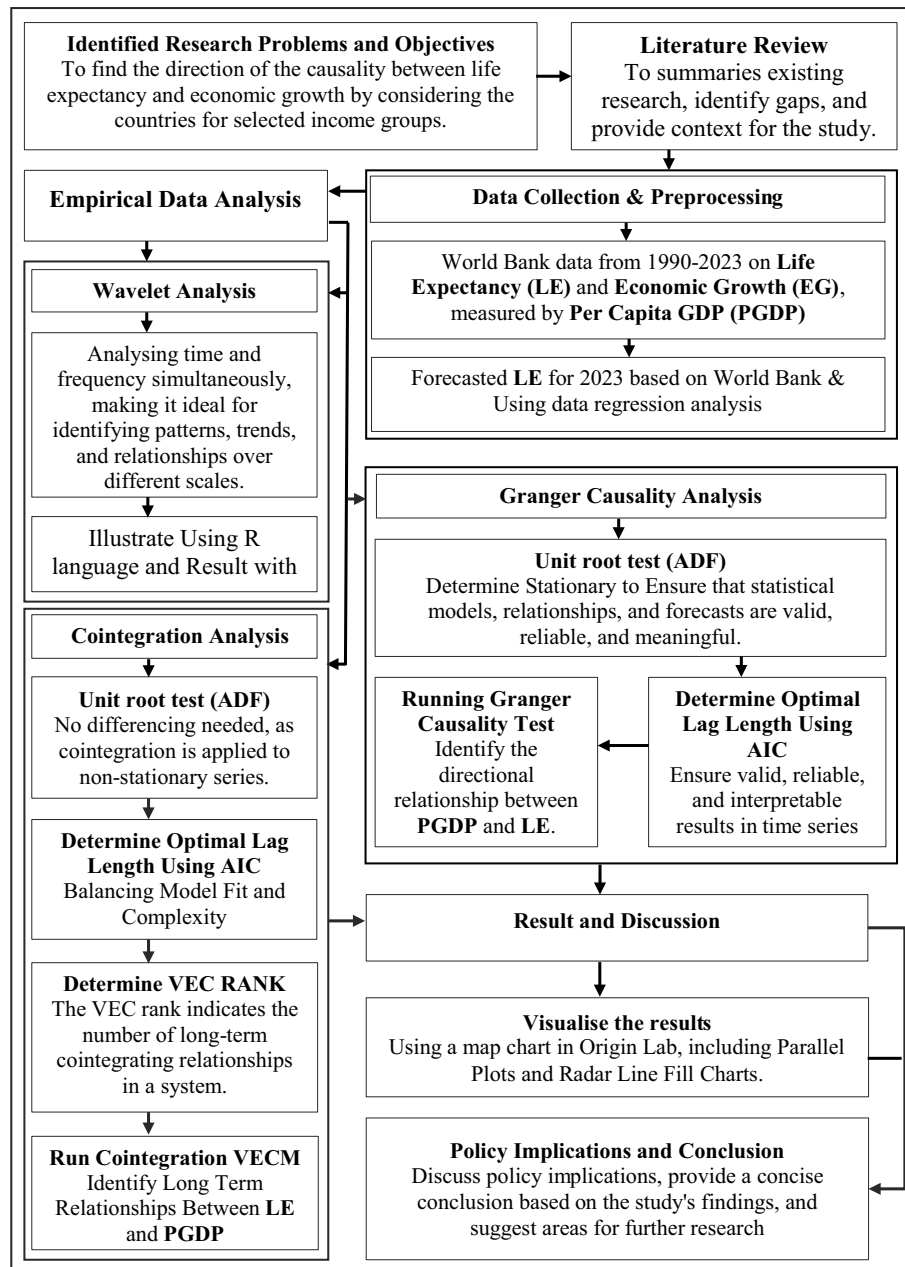 Identified Research Problems and Objectives
To find the direction of the causality between life
expectancy and economic growth by considering the
countries for selected income groups.
Literature Review
To summaries existing
research, identify gaps, and
provide context for the study.
Data Collection & Preprocessing
World Bank data from 1990-2023 on Life
Expectancy (LE) and Economic Growth (EG),
measured by Per Capita GDP (PGDP)
Forecasted LE for 2023 based on World Bank &
Using data regression analysis
Empirical Data Analysis
Wavelet Analysis
Analysing time and
frequency simultaneously,
making it ideal for
identifying patterns, trends,
and relationships over
different scales.
Illustrate Using R
language and Result with
Cointegration Analysis
Unit root test (ADF)
No differencing needed, as
cointegration is applied to
non-stationary series.
Determine Optimal Lag
Length Using AIC
Balancing Model Fit and
Complexity
Determine VEC RANK
The VEC rank indicates the
number of long-term
cointegrating relationships
in a system.
Run Cointegration VECM
Identify Long Term
Relationships Between LE
and PGDP
Granger Causality Analysis
Unit root test (ADF)
Determine Stationary to Ensure that statistical
models, relationships, and forecasts are valid,
reliable, and meaningful.
Determine Optimal
Lag Length Using
AIC
Ensure valid, reliable,
and interpretable
results in time series
Running Granger
Causality Test
Identify the
directional
relationship between
PGDP and LE.
Result and Discussion
Visualise the results
Using a map chart in Origin Lab, including Parallel
Plots and Radar Line Fill Charts.
Policy Implications and Conclusion
Discuss policy implications, provide a concise
conclusion based on the study's findings, and
suggest areas for further research